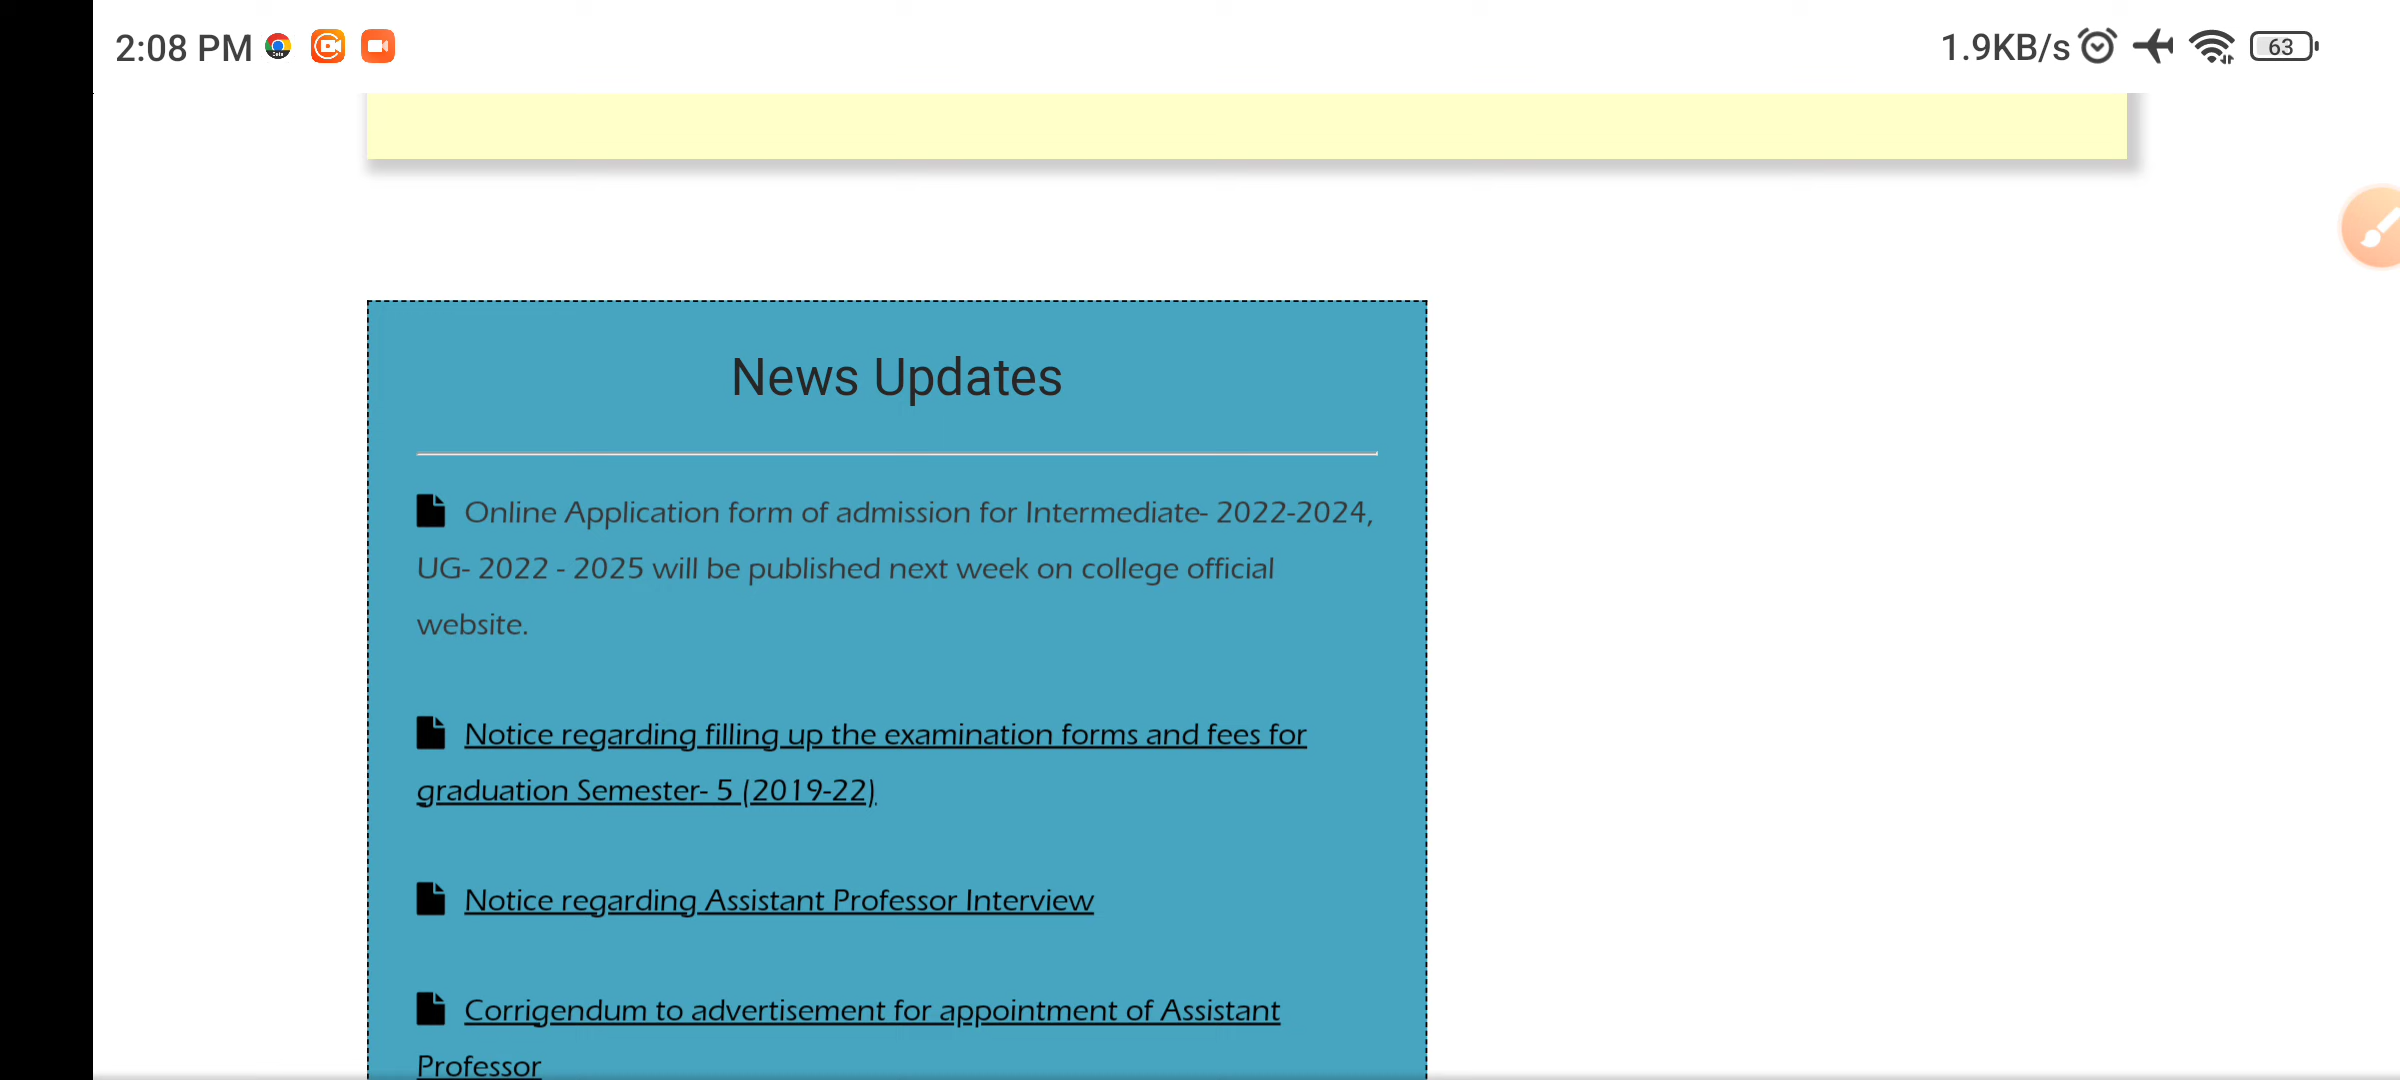 2:08 PM 1.9KB/s 63
News Updates
Online Application form of admission for Intermediate- 2022-2024,
UG- 2022 - 2025 will be published next week on college official
website.
Notice regarding filling up the examination forms and fees for
graduation Semester- 5 (2019-22)
Notice regarding Assistant Professor Interview
Corrigendum to advertisement for appointment of Assistant
Professor